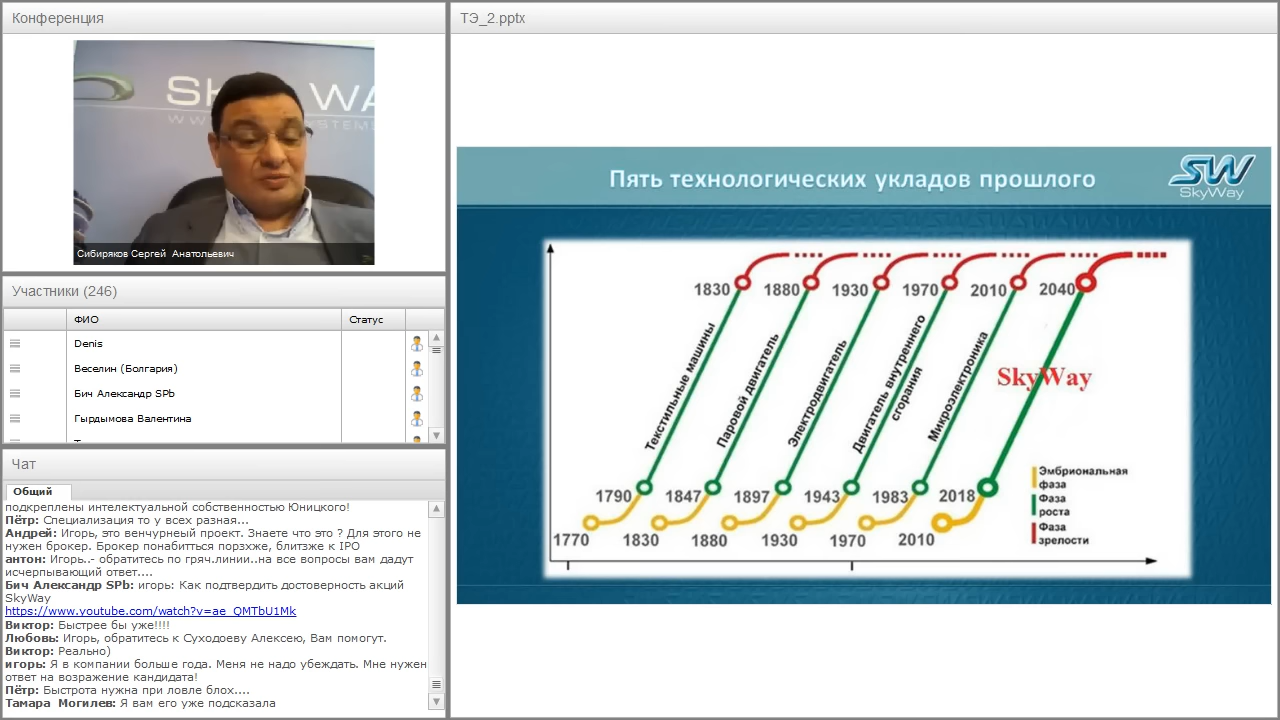 Конференция
SKYWAY
Сибиряков Сергей Анатольевич
Участники (246)
ФИО
Статус
Denis
Веселин (Болгария)
Бич Александр SPb
Гырдымова Валентина
Чат
Общий
подкреплены интелектуальной собственностью Юницкого!
Пётр: Специализация то у всех разная...
Андрей: Игорь, это венчурный проект. Знаете что это ? Для этого не
нужен брокер. Брокер понабитться порзхже, близтже к IPO
антон: Игорь..- обратитесь по гряч.линии..на все вопросы вам дадут
исчерпывающий ответ....
Бич Александр SPb: игорь: Как подтвердить достоверность акций
SkyWay
https://www.youtube.com/watch?v=ae_QMTbU1Mk
Виктор: Быстрее бы уже!!!!
Любовь: Игорь, обратитесь к Суходоеву Алексею, Вам помогут.
Виктор: Реально)
игорь: Я в компании больше года. Меня не надо убеждать. Мне нужен
ответ на возражение кандидата!
Пётр: Быстрота нужна при ловле блох....
Тамара Могилев: Я вам его уже подсказала
ТЭ_2.pptx
Пять технологических укладов прошлого
SW
SkyWay
1830
1880
1930
1970
2010
2040
Текстильные машины
Паровой двигатель
Электродвигатель
Двигатель внутреннего
сгорания
Микроэлектроника
SkyWay
1790
1847
1897
1943
1983
2018
1770
1830
1880
1930
1970
2010
Эмбриональная
фаза
Фаза
роста
Фаза
зрелости